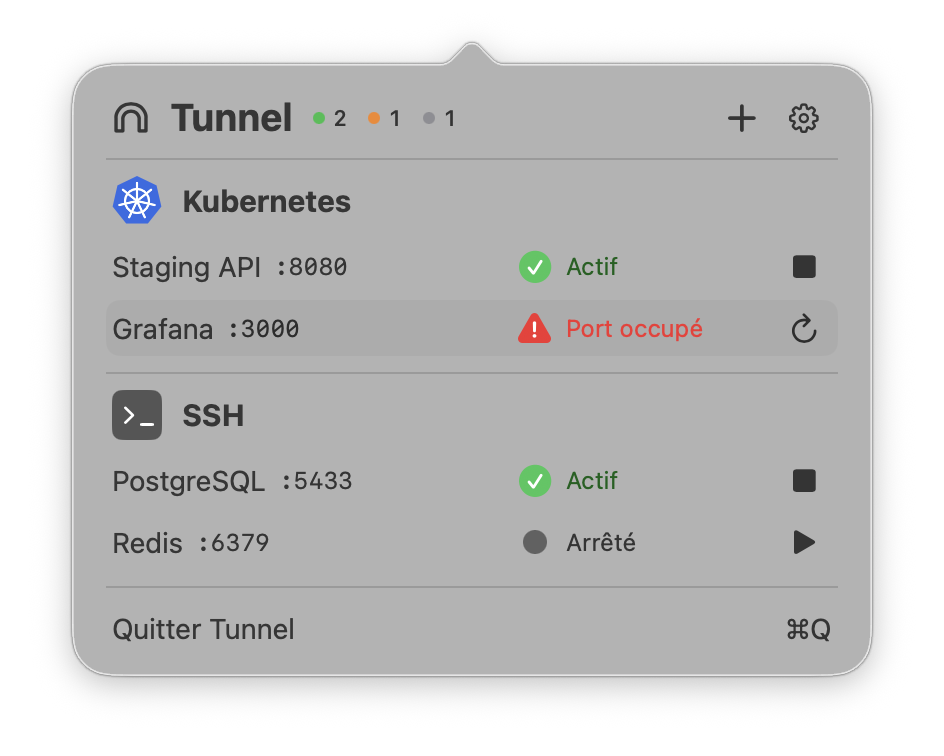 Tunnel 2 1 1
Kubernetes
Staging API :8080 Actif
Grafana :3000 Port occupé
SSH
PostgreSQL :5433 Actif
Redis :6379 Arrêté
Quitter Tunnel ⌘Q